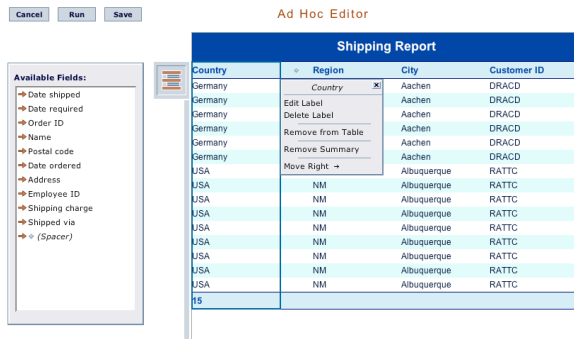 Cancel Run Save
Ad Hoc Editor
Shipping Report
Available Fields:
Date shipped
Date required
Order ID
Name
Postal code
Date ordered
Address
Employee ID
Shipping charge
Shipped via
(Spacer)
Country Region City Customer ID
Germany Aachen DRACD
Germany Aachen DRACD
Germany Aachen DRACD
Germany Aachen DRACD
Germany Aachen DRACD
Germany Aachen DRACD
USA Albuquerque RATTC
USA NM Albuquerque RATTC
USA NM Albuquerque RATTC
USA NM Albuquerque RATTC
USA NM Albuquerque RATTC
USA NM Albuquerque RATTC
USA NM Albuquerque RATTC
USA NM Albuquerque RATTC
USA NM Albuquerque RATTC
15
Country
Edit Label
Delete Label
Remove from Table
Remove Summary
Move Right →